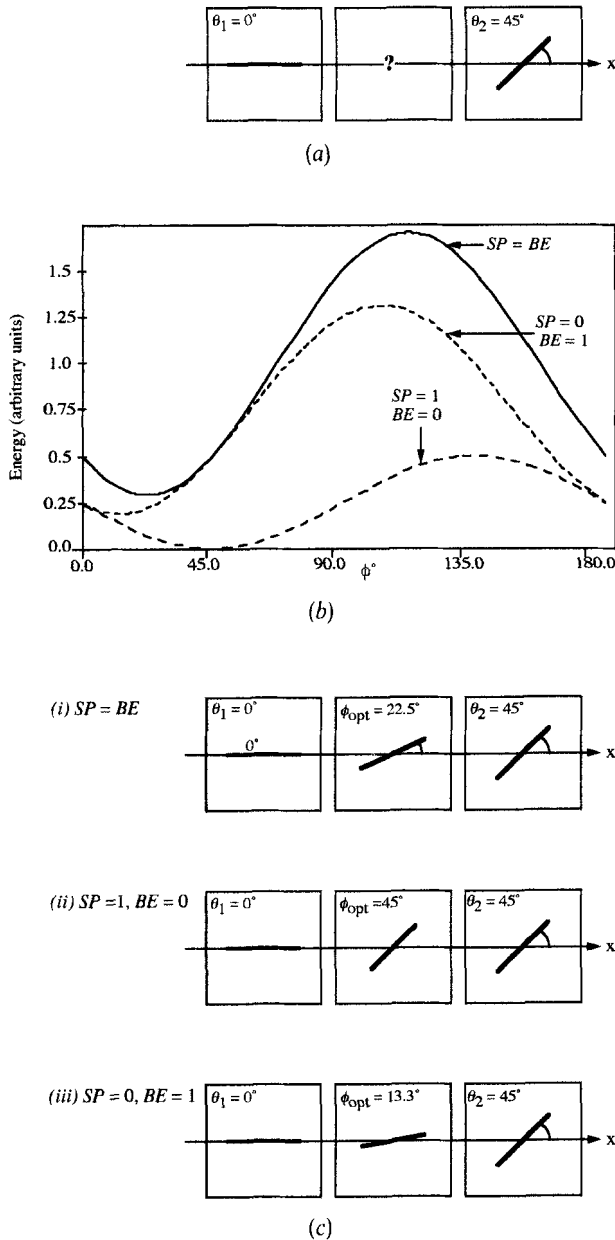 θ1 = 0°
θ2 = 45°
?
x
(a)
Energy (arbitrary units)
1.5
1.25
1.0
0.75
0.5
0.25
0.0
SP = BE
SP = 0
BE = 1
SP = 1
BE = 0
0.0 45.0 90.0 135.0 180.0
ϕ°
(b)
(i) SP = BE
θ1 = 0°
0°
ϕopt = 22.5°
θ2 = 45°
x
(ii) SP =1, BE = 0
θ1 = 0°
ϕopt =45°
θ2 = 45°
x
(iii) SP = 0, BE = 1
θ1 = 0°
ϕopt = 13.3°
θ2 = 45°
x
(c)